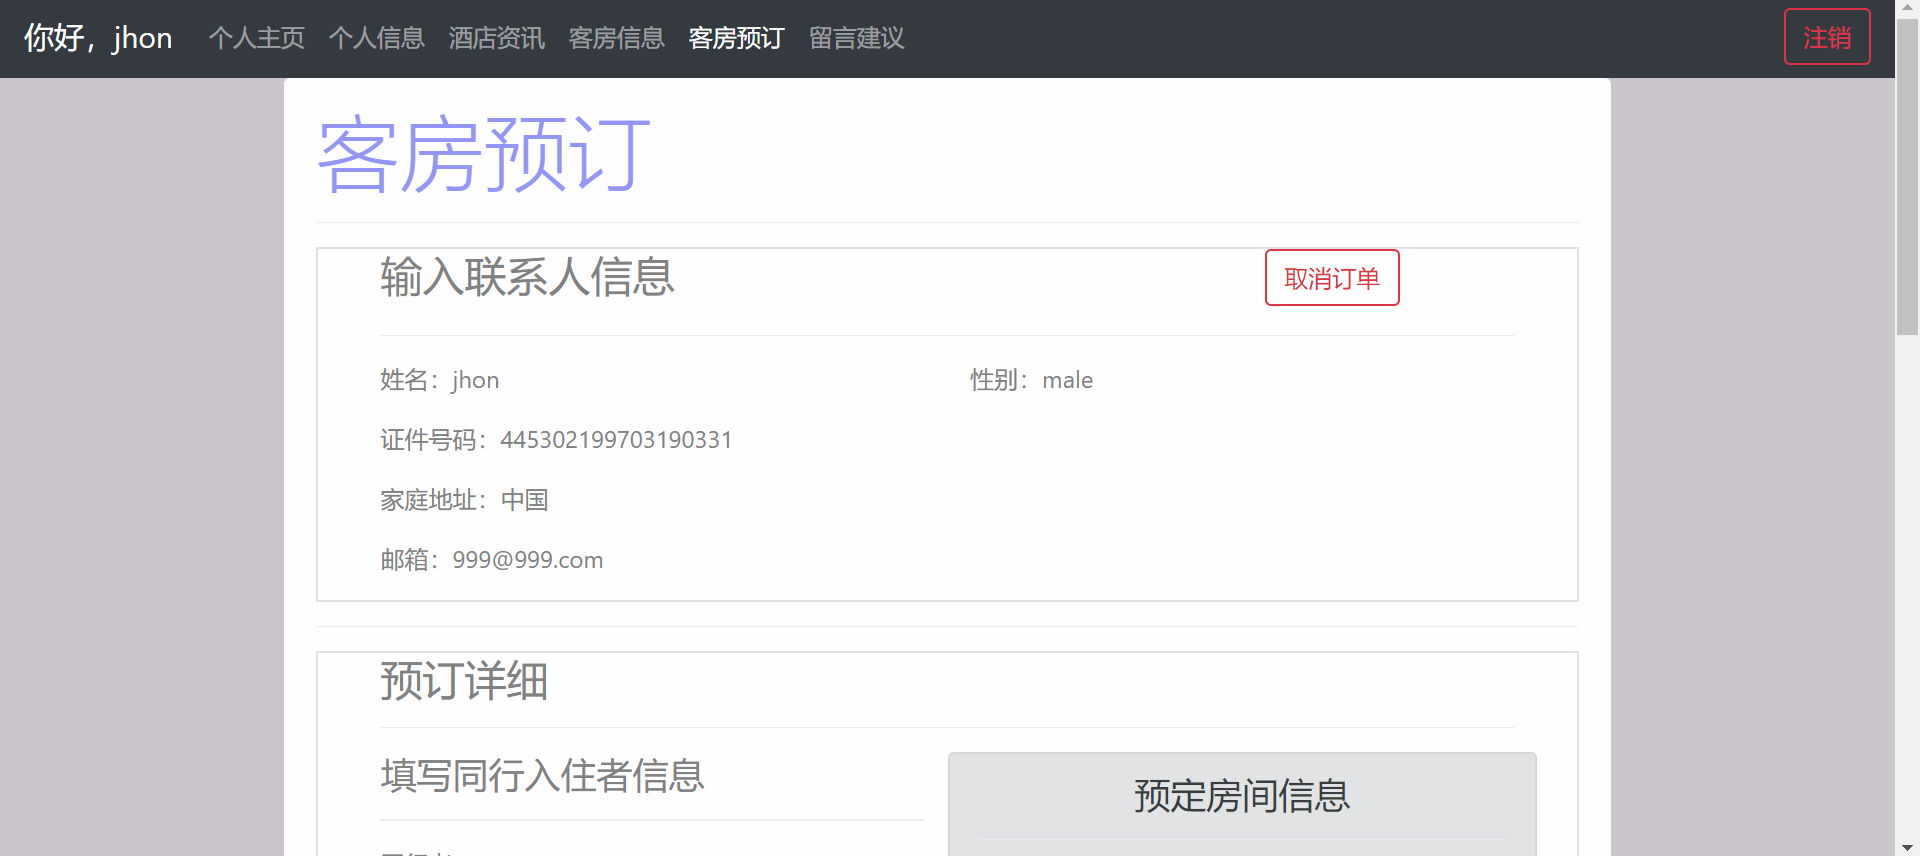 你好，jhon 个人主页 个人信息 酒店资讯 客房信息 客房预订 留言建议 注销
客房预订
输入联系人信息 取消订单
姓名：jhon 性别：male
证件号码：445302199703190331
家庭地址：中国
邮箱：999@999.com
预订详细
填写同行入住者信息
预定房间信息